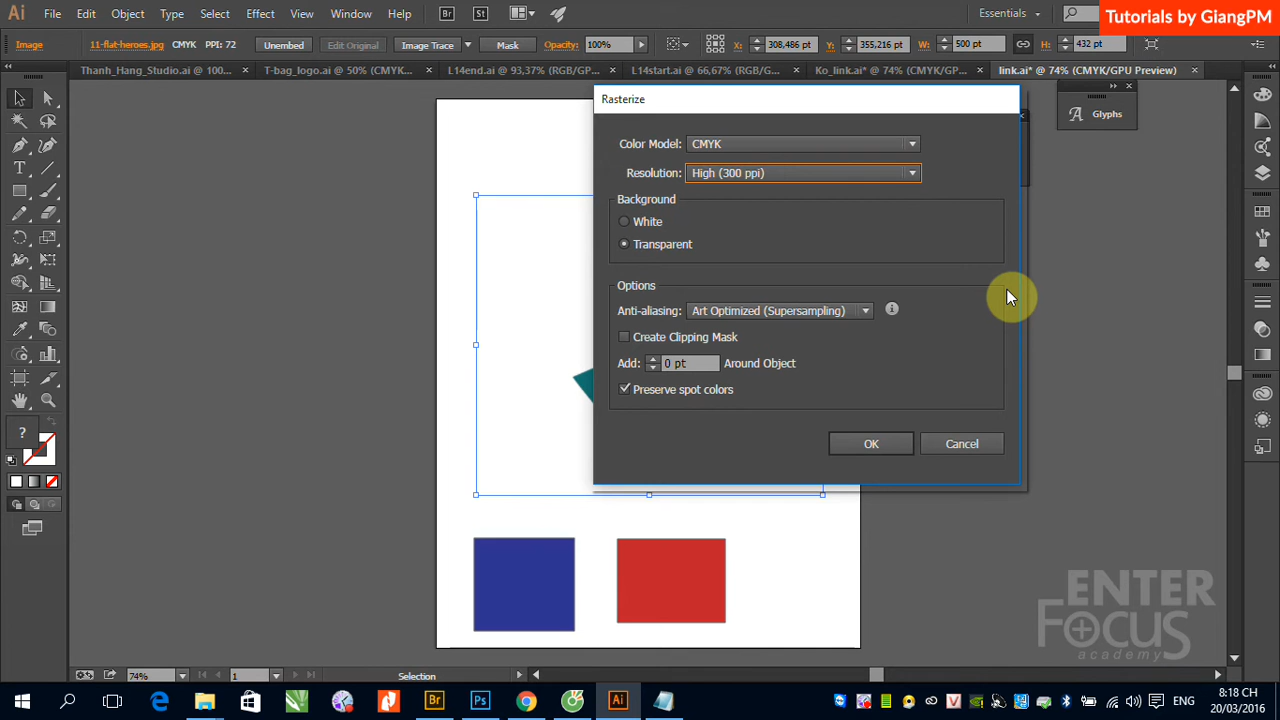 Ai File Edit Object Type Select Effect View Window Help Br St Essentials Tutorials by GiangPM
Image 11-flat-heroes.jpg CMYK PPI: 72 Unembed Edit Original Image Trace Mask Opacity: 100% X: 308,486 pt Y: 355,216 pt W: 500 pt H: 432 pt
Thanh_Hang_Studio.ai @ 100... × T-bag_logo.ai @ 50% (CMYK... × L14end.ai @ 93,37% (RGB/GP... × L14start.ai @ 66,67% (RGB/G... × Ko_link.ai* @ 74% (CMYK/GP... × link.ai* @ 74% (CMYK/GPU Preview) ×
Rasterize
Glyphs
Color Model: CMYK
Resolution: High (300 ppi)
Background
White
Transparent
Options
Anti-aliasing: Art Optimized (Supersampling)
Create Clipping Mask
Add: 0 pt Around Object
Preserve spot colors
OK Cancel
?
ENTER
FOCUS
academy
74% 1 Selection
Br Ps Ai ENG 8:18 CH
20/03/2016